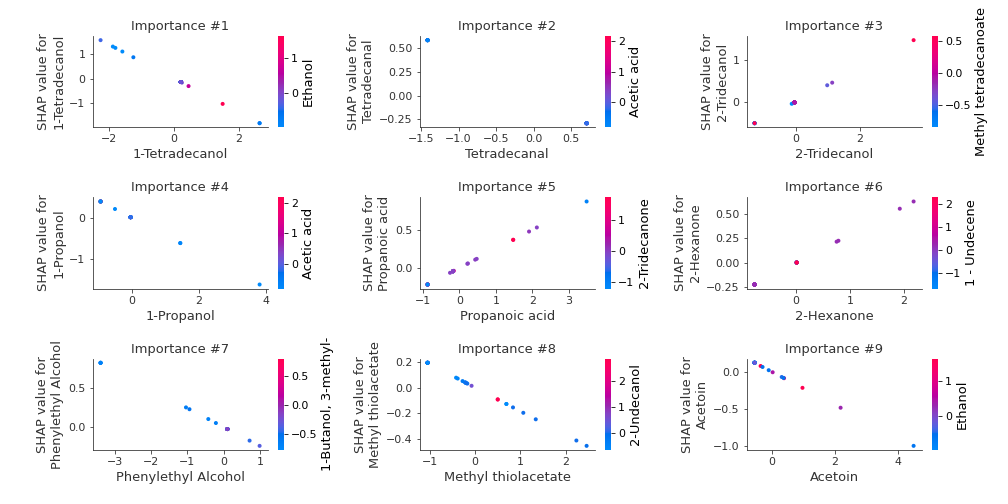 Importance #1
SHAP value for
1-Tetradecanol
1
0
−1
−2
0
2
1-Tetradecanol
1
0
Ethanol
Importance #2
SHAP value for
Tetradecanal
0.50
0.25
0.00
−0.25
−1.5
−1.0
−0.5
0.0
0.5
Tetradecanal
2
1
0
Acetic acid
Importance #3
SHAP value for
2-Tridecanol
1
0
0
2
2-Tridecanol
0.5
0.0
−0.5
Methyl tetradecanoate
Importance #4
SHAP value for
1-Propanol
0
−1
0
2
4
1-Propanol
2
1
0
Acetic acid
Importance #5
SHAP value for
Propanoic acid
0.5
0.0
−1
0
1
2
3
Propanoic acid
1
0
−1
2-Tridecanone
Importance #6
SHAP value for
2-Hexanone
0.50
0.25
0.00
−0.25
0
1
2
2-Hexanone
2
1
0
−1
1 - Undecene
Importance #7
SHAP value for
Phenylethyl Alcohol
0.5
0.0
−3
−2
−1
0
1
Phenylethyl Alcohol
0.5
0.0
−0.5
1-Butanol, 3-methyl-
Importance #8
SHAP value for
Methyl thiolacetate
0.2
0.0
−0.2
−0.4
−1
0
1
2
Methyl thiolacetate
2
1
0
2-Undecanol
Importance #9
SHAP value for
Acetoin
0.0
−0.5
−1.0
0
2
4
Acetoin
1
0
Ethanol